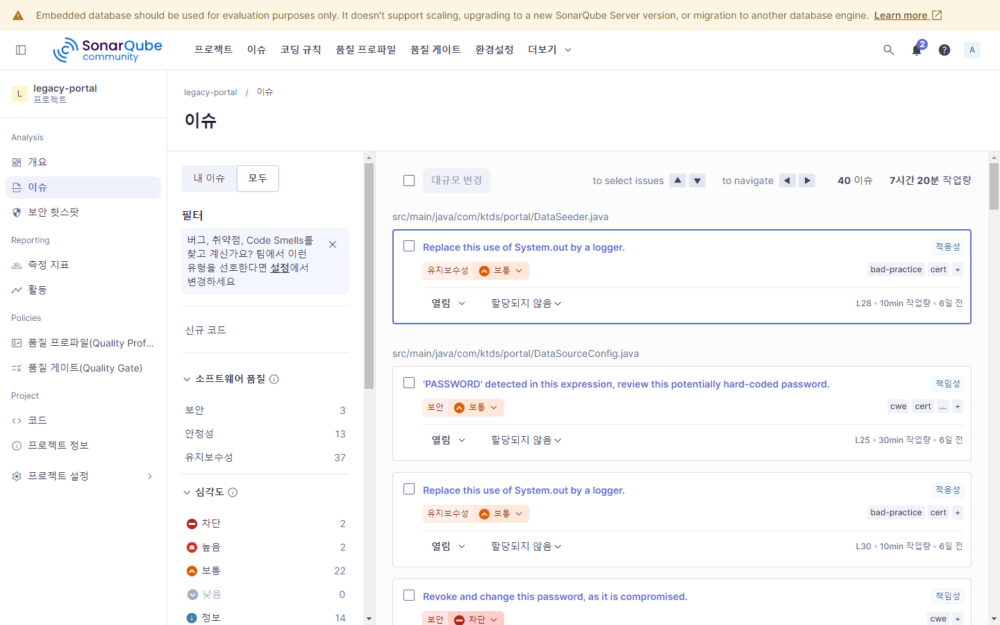 Embedded database should be used for evaluation purposes only. It doesn't support scaling, upgrading to a new SonarQube Server version, or migration to another database engine. Learn more
SonarQube community
프로젝트 이슈 코딩 규칙 품질 프로파일 품질 게이트 환경설정 더보기
2
A
L
legacy-portal
프로젝트
Analysis
개요
이슈
보안 핫스팟
Reporting
측정 지표
활동
Policies
품질 프로파일(Quality Prof...
품질 게이트(Quality Gate)
Project
코드
프로젝트 정보
프로젝트 설정
legacy-portal / 이슈
이슈
내 이슈 모두
필터
버그, 취약점, Code Smells를
찾고 계신가요? 팀에서 이런
유형을 선호한다면 설정에서
변경하세요
신규 코드
소프트웨어 품질
보안 3
안정성 13
유지보수성 37
심각도
차단 2
높음 2
보통 22
낮음 0
정보 14
대규모 변경 to select issues to navigate 40 이슈 7시간 20분 작업량
src/main/java/com/ktds/portal/DataSeeder.java
Replace this use of System.out by a logger. 적응성
유지보수성 보통 bad-practice cert +
열림 할당되지 않음 L28 • 10min 작업량 • 6일 전
src/main/java/com/ktds/portal/DataSourceConfig.java
'PASSWORD' detected in this expression, review this potentially hard-coded password. 책임성
보안 보통 cwe cert ... +
열림 할당되지 않음 L25 • 30min 작업량 • 6일 전
Replace this use of System.out by a logger. 적응성
유지보수성 보통 bad-practice cert +
열림 할당되지 않음 L30 • 10min 작업량 • 6일 전
Revoke and change this password, as it is compromised. 책임성
보안 차단 cwe +